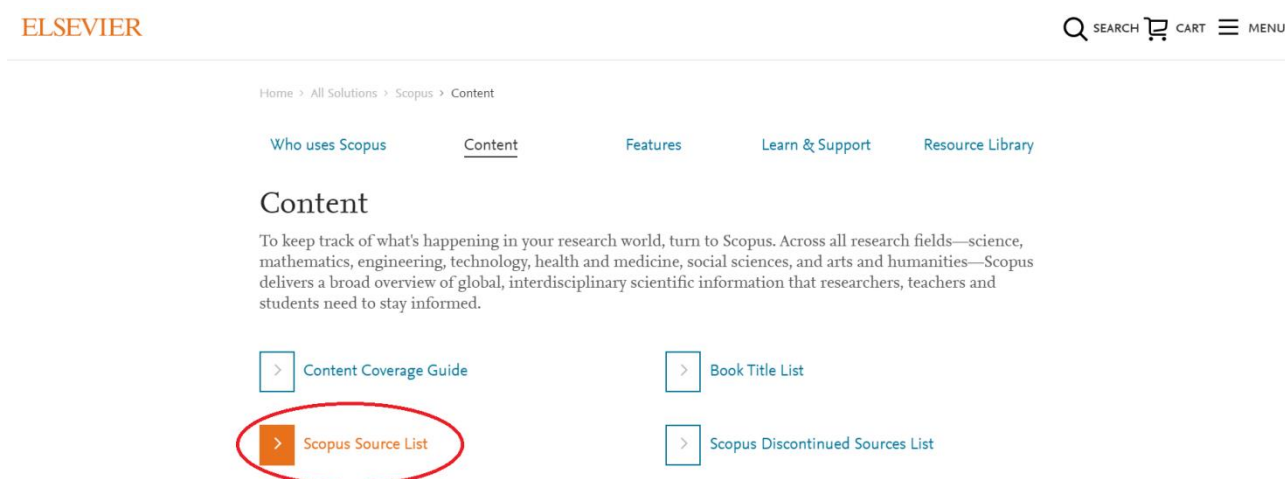 ELSEVIER
SEARCH CART MENU
Home > All Solutions > Scopus > Content
Who uses Scopus Content Features Learn & Support Resource Library
Content
To keep track of what's happening in your research world, turn to Scopus. Across all research fields—science,
mathematics, engineering, technology, health and medicine, social sciences, and arts and humanities—Scopus
delivers a broad overview of global, interdisciplinary scientific information that researchers, teachers and
students need to stay informed.
> Content Coverage Guide > Book Title List
> Scopus Source List > Scopus Discontinued Sources List